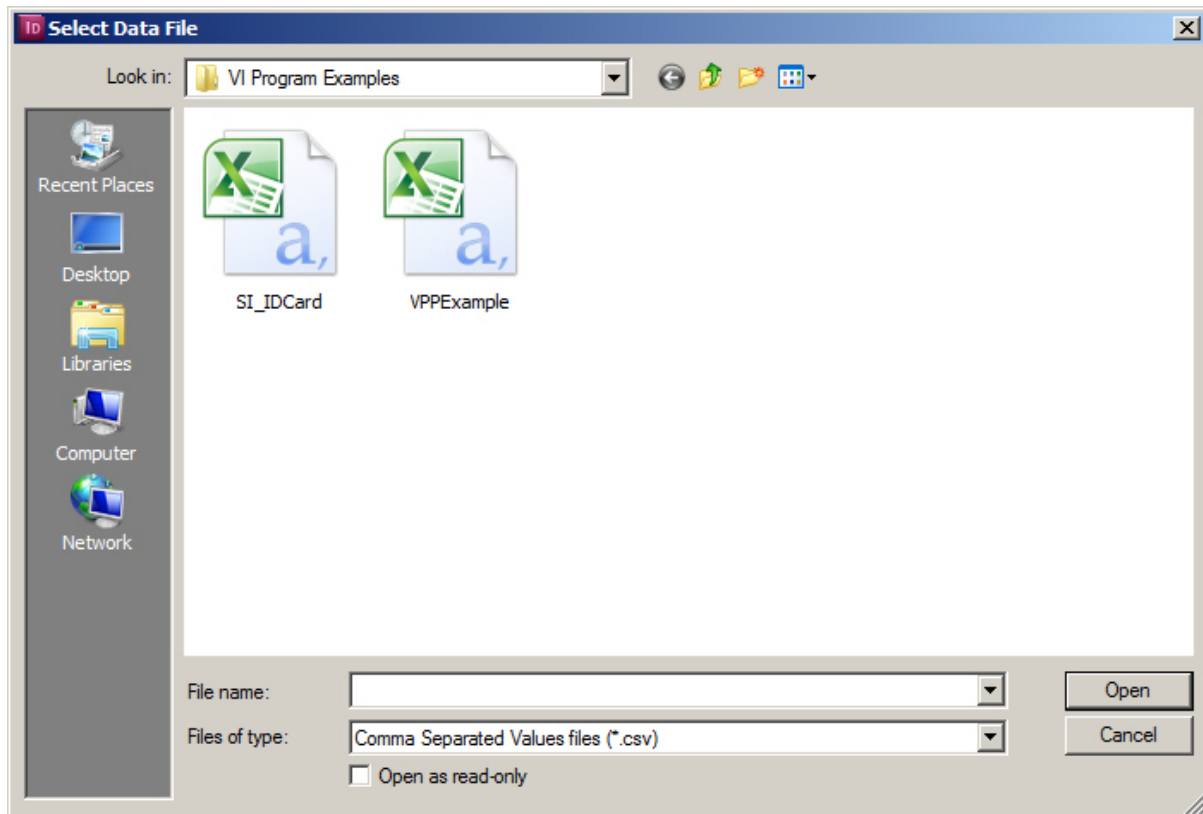 ID Select Data File
Look in: VI Program Examples
Recent Places
Desktop
Libraries
Computer
Network
a,
SI_IDCard
a,
VPPExample
File name:
Open
Files of type: Comma Separated Values files (*.csv)
Cancel
Open as read-only